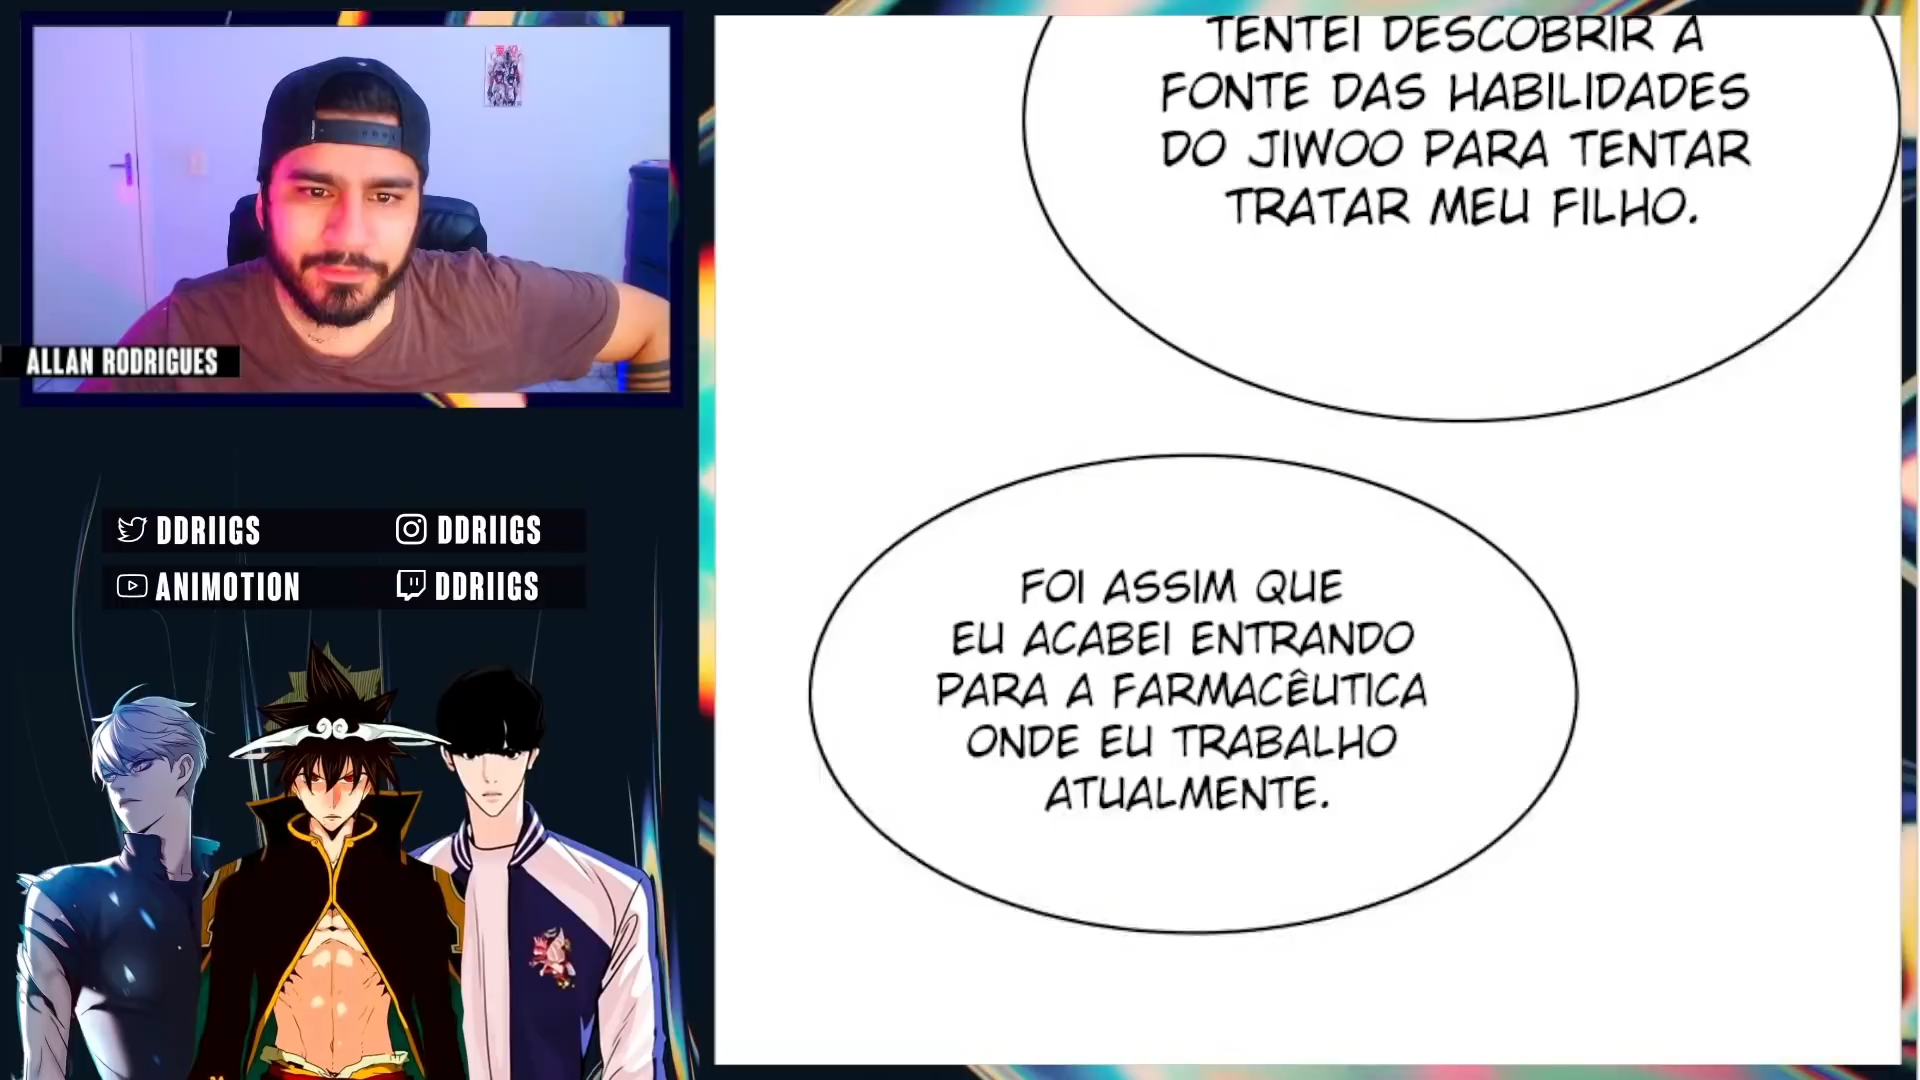 ALLAN RODRIGUES
DDRIIGS
DDRIIGS
ANIMOTION
DDRIIGS
TENTEI DESCOBRIR A
FONTE DAS HABILIDADES
DO JIWOO PARA TENTAR
TRATAR MEU FILHO.
FOI ASSIM QUE
EU ACABEI ENTRANDO
PARA A FARMACÊUTICA
ONDE EU TRABALHO
ATUALMENTE.